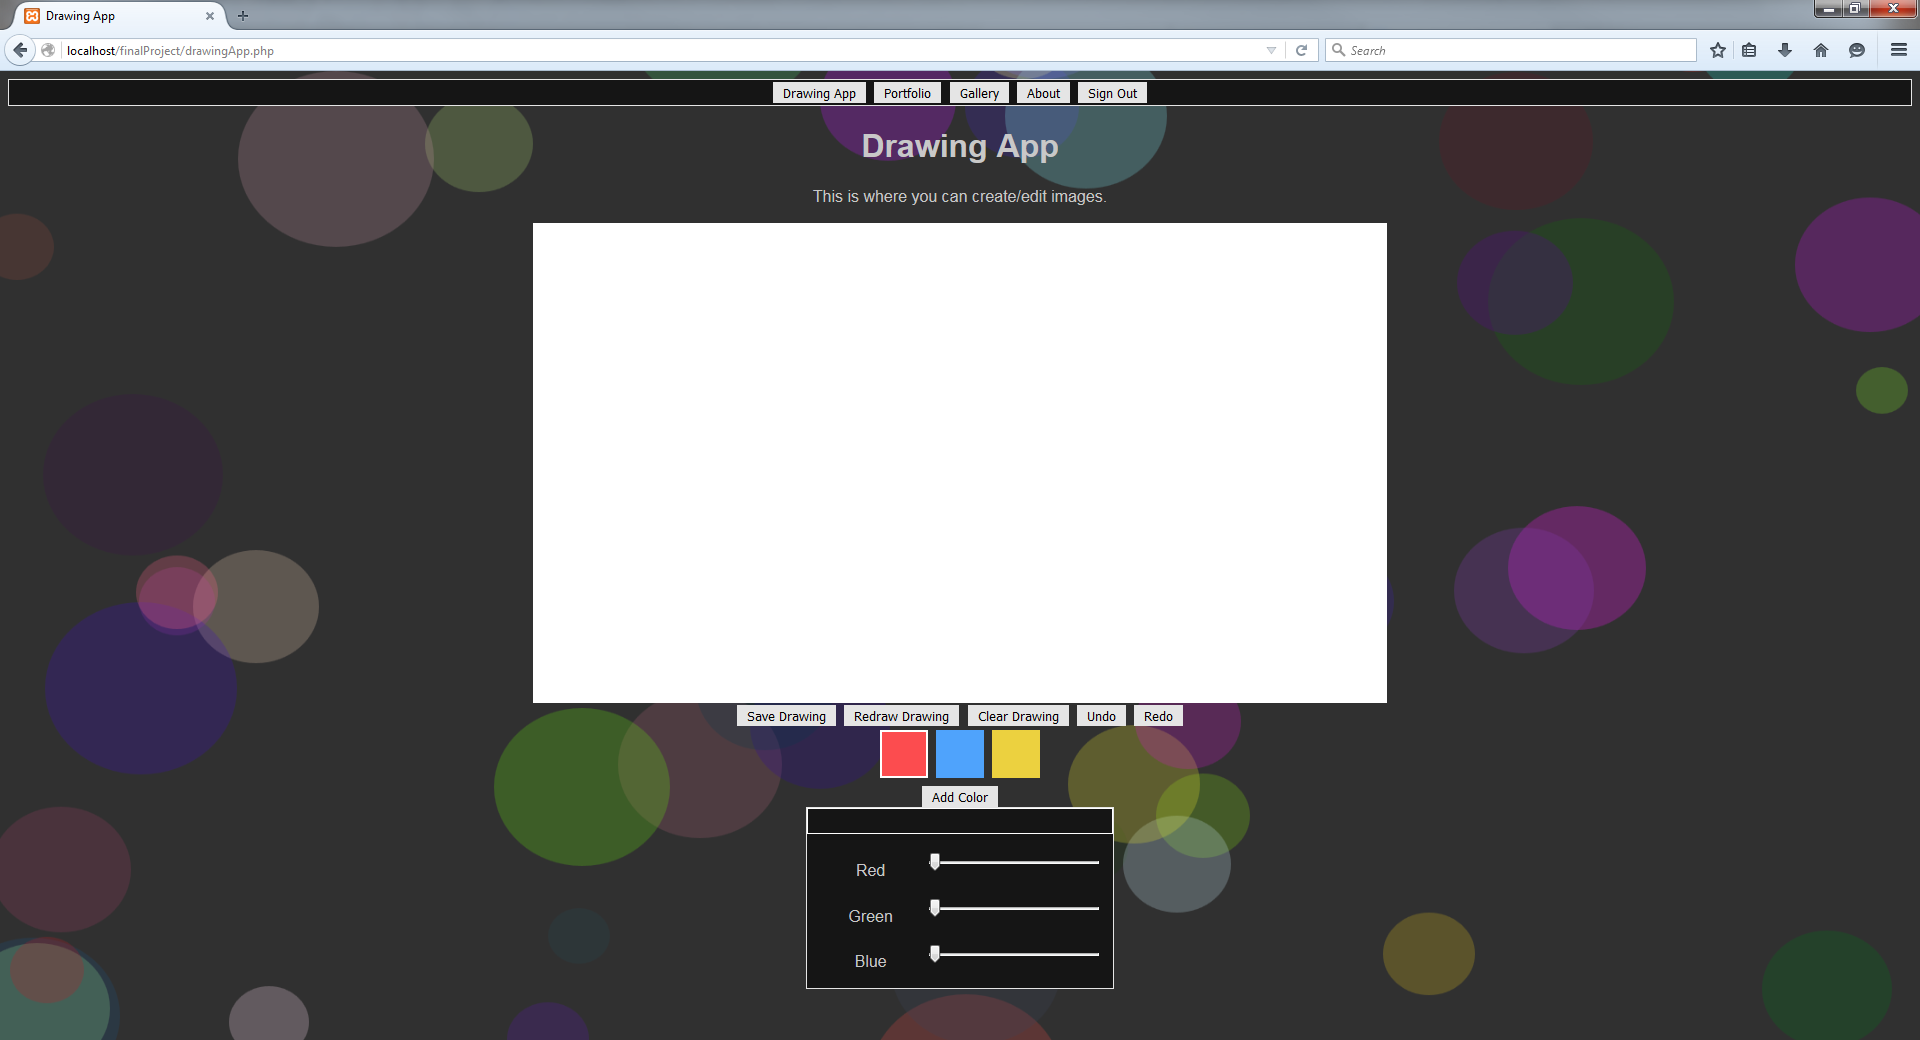 Drawing App
localhost/finalProject/drawingApp.php
Search
Drawing App Portfolio Gallery About Sign Out
Drawing App
This is where you can create/edit images.
Save Drawing Redraw Drawing Clear Drawing Undo Redo
Add Color
Red
Green
Blue